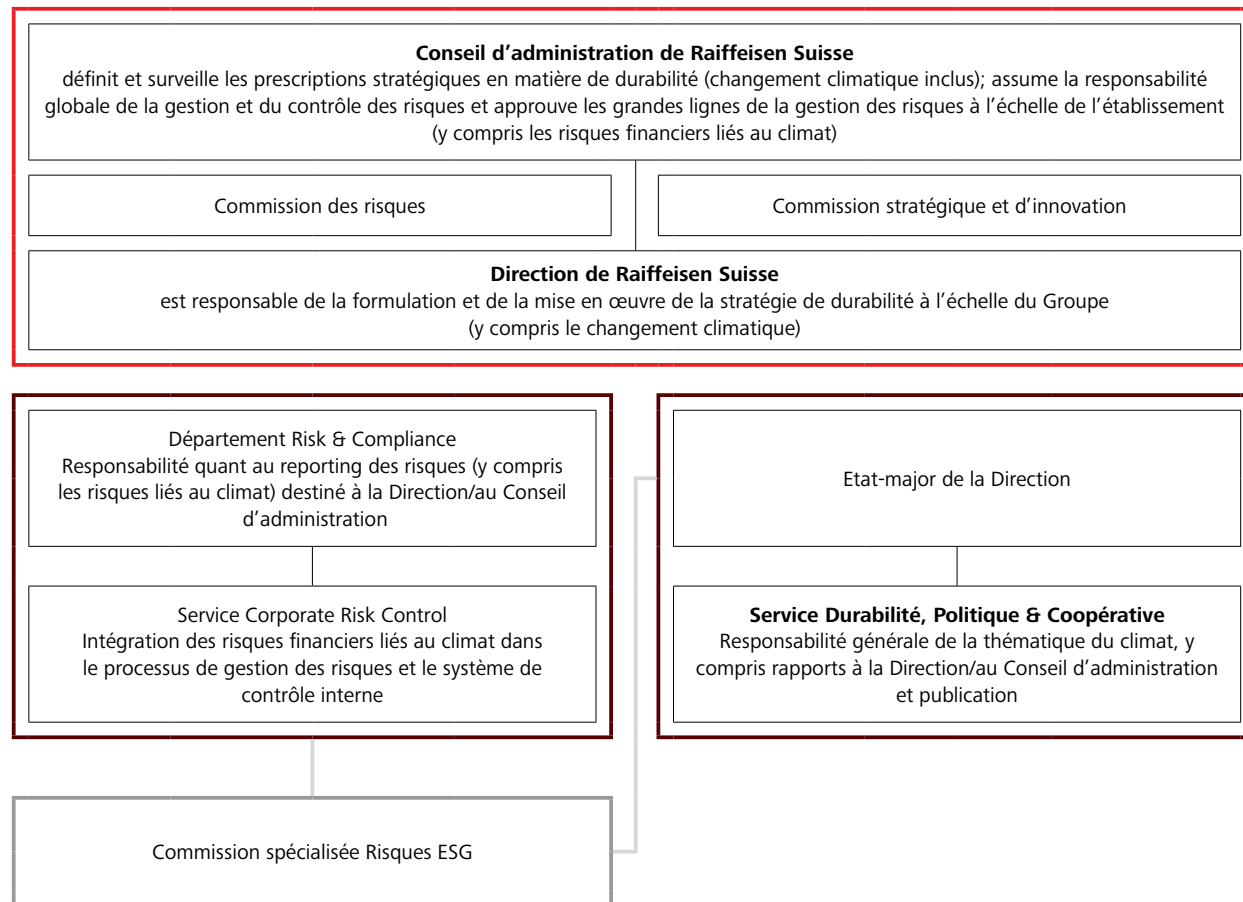 Conseil d’administration de Raiffeisen Suisse
définit et surveille les prescriptions stratégiques en matière de durabilité (changement climatique inclus); assume la responsabilité
globale de la gestion et du contrôle des risques et approuve les grandes lignes de la gestion des risques à l’échelle de l’établissement
(y compris les risques financiers liés au climat)
Commission des risques
Commission stratégique et d’innovation
Direction de Raiffeisen Suisse
est responsable de la formulation et de la mise en œuvre de la stratégie de durabilité à l’échelle du Groupe
(y compris le changement climatique)
Département Risk & Compliance
Responsabilité quant au reporting des risques (y compris
les risques liés au climat) destiné à la Direction/au Conseil
d’administration
Service Corporate Risk Control
Intégration des risques financiers liés au climat dans
le processus de gestion des risques et le système de
contrôle interne
Etat-major de la Direction
Service Durabilité, Politique & Coopérative
Responsabilité générale de la thématique du climat, y
compris rapports à la Direction/au Conseil d’administration
et publication
Commission spécialisée Risques ESG